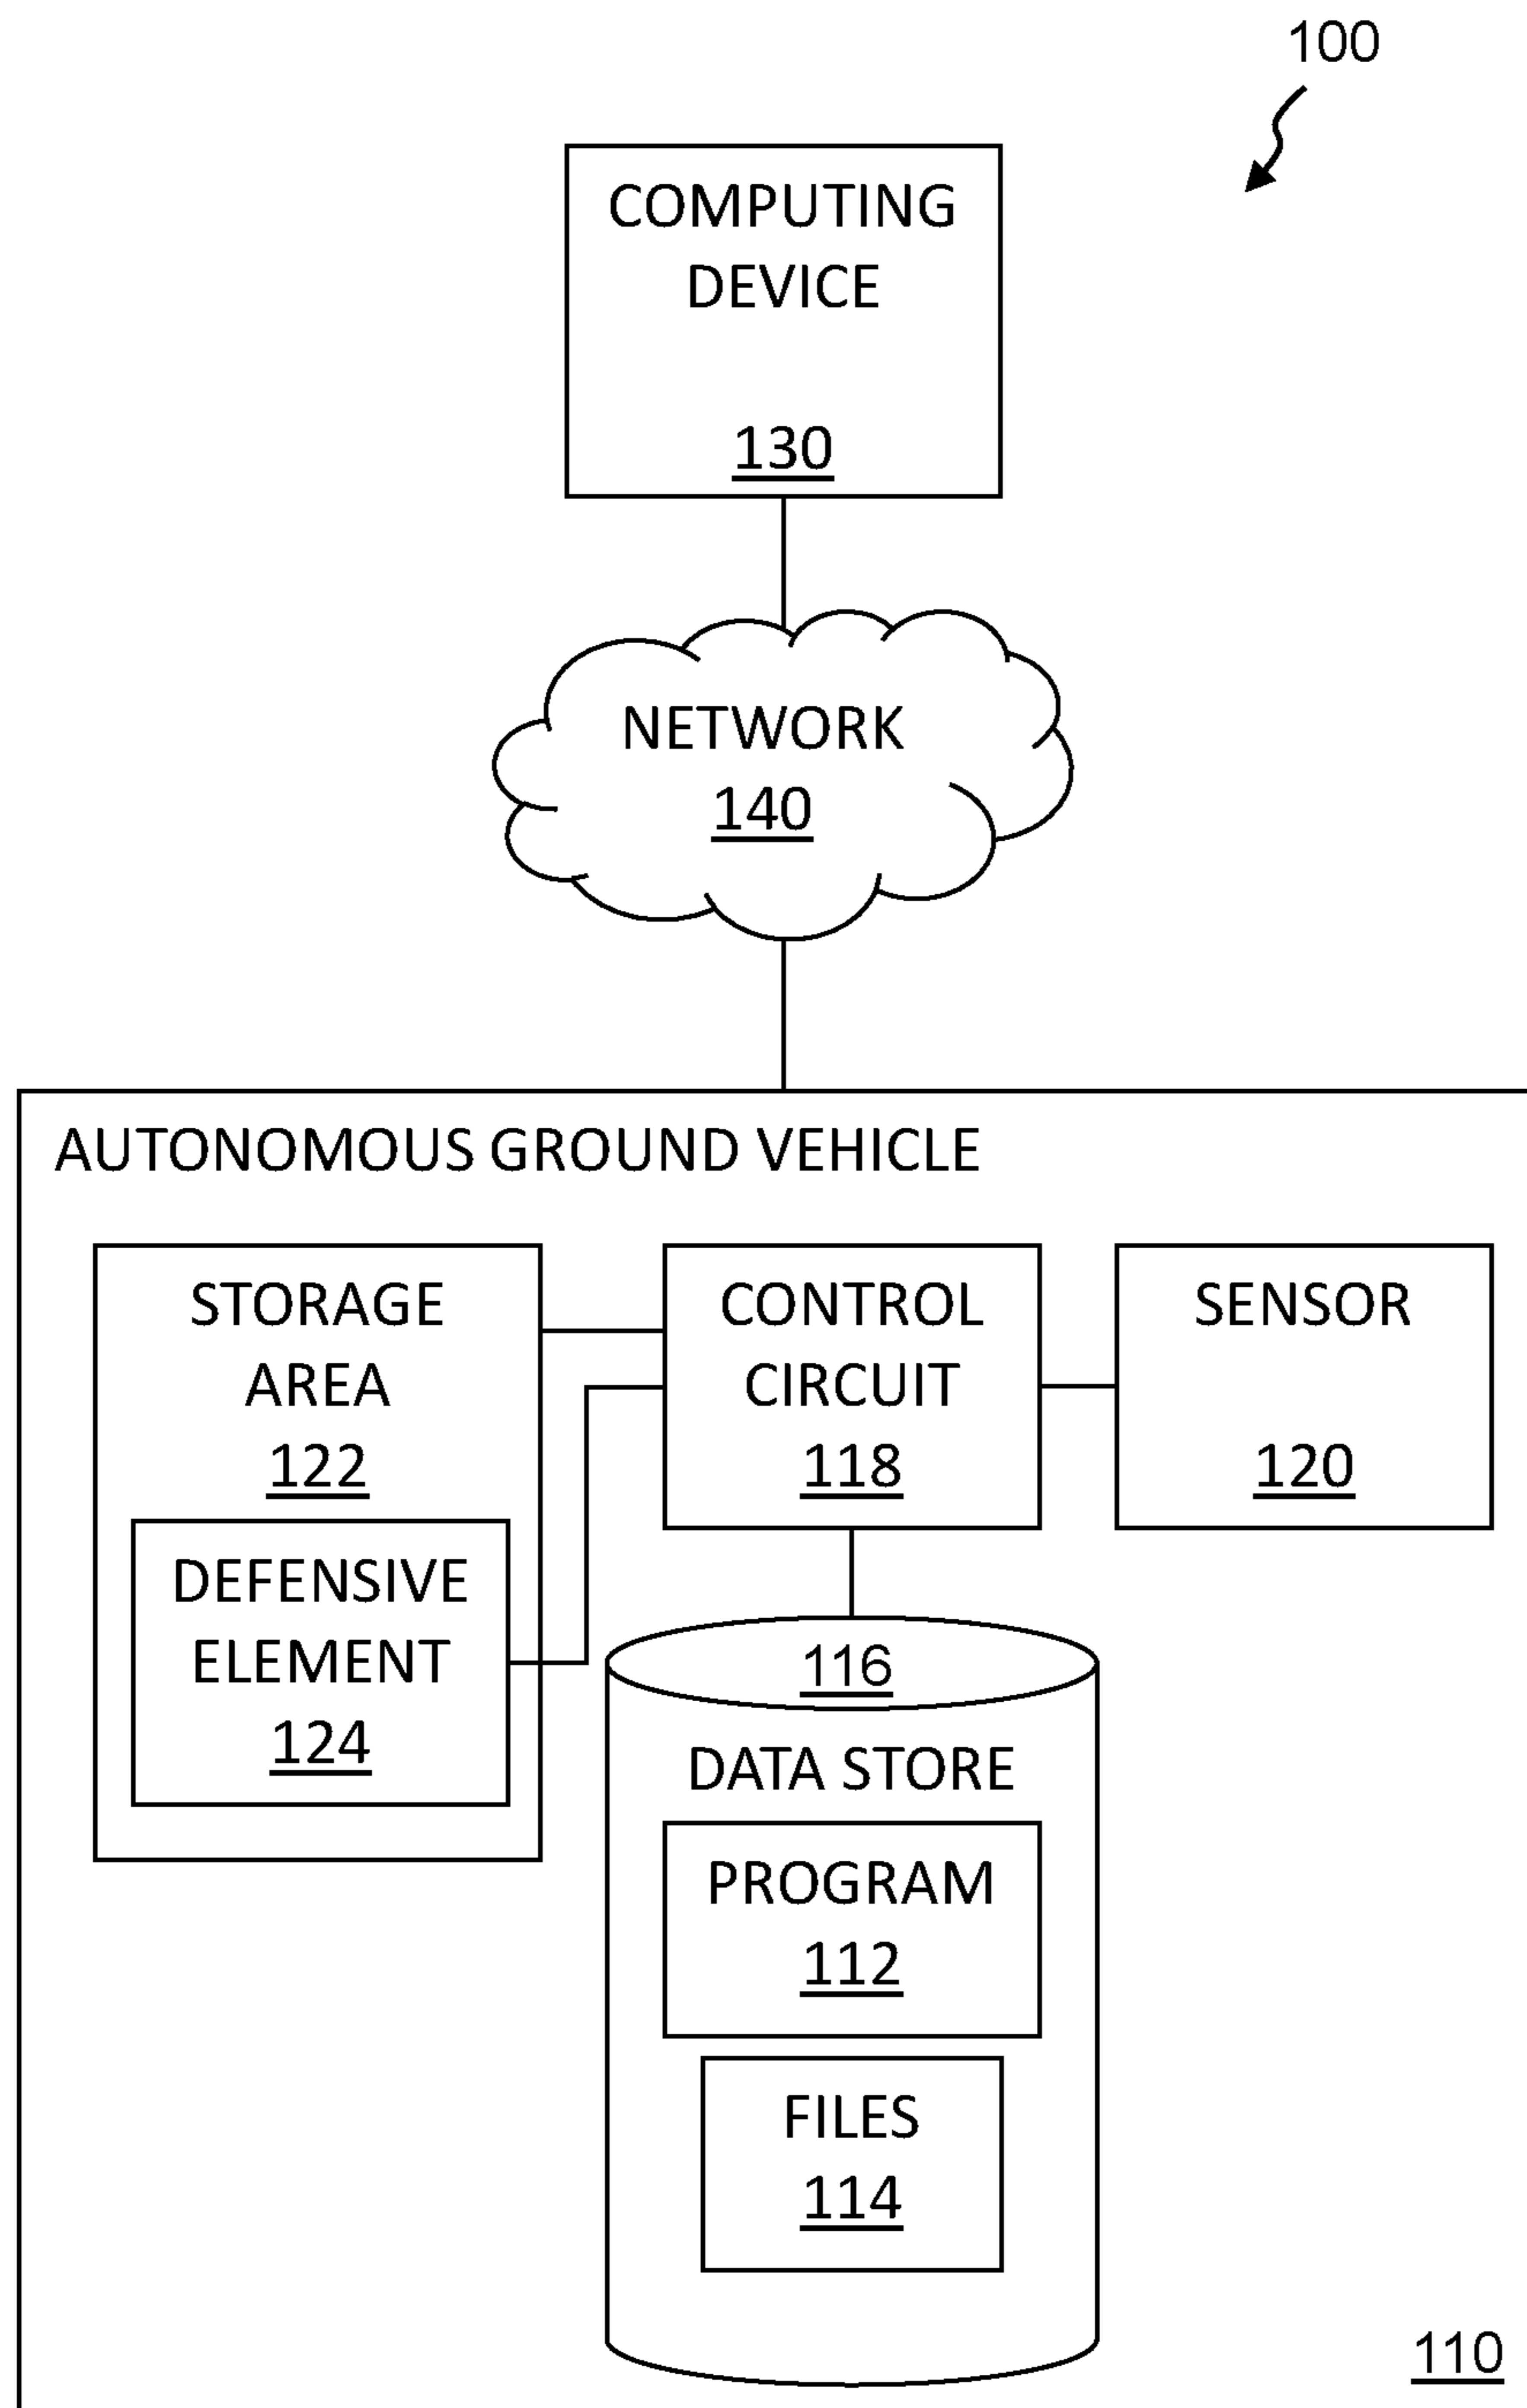 100
COMPUTING
DEVICE
130
NETWORK
140
AUTONOMOUS GROUND VEHICLE
STORAGE
AREA
122
DEFENSIVE
ELEMENT
124
CONTROL
CIRCUIT
118
SENSOR
120
116
DATA STORE
PROGRAM
112
FILES
114
110